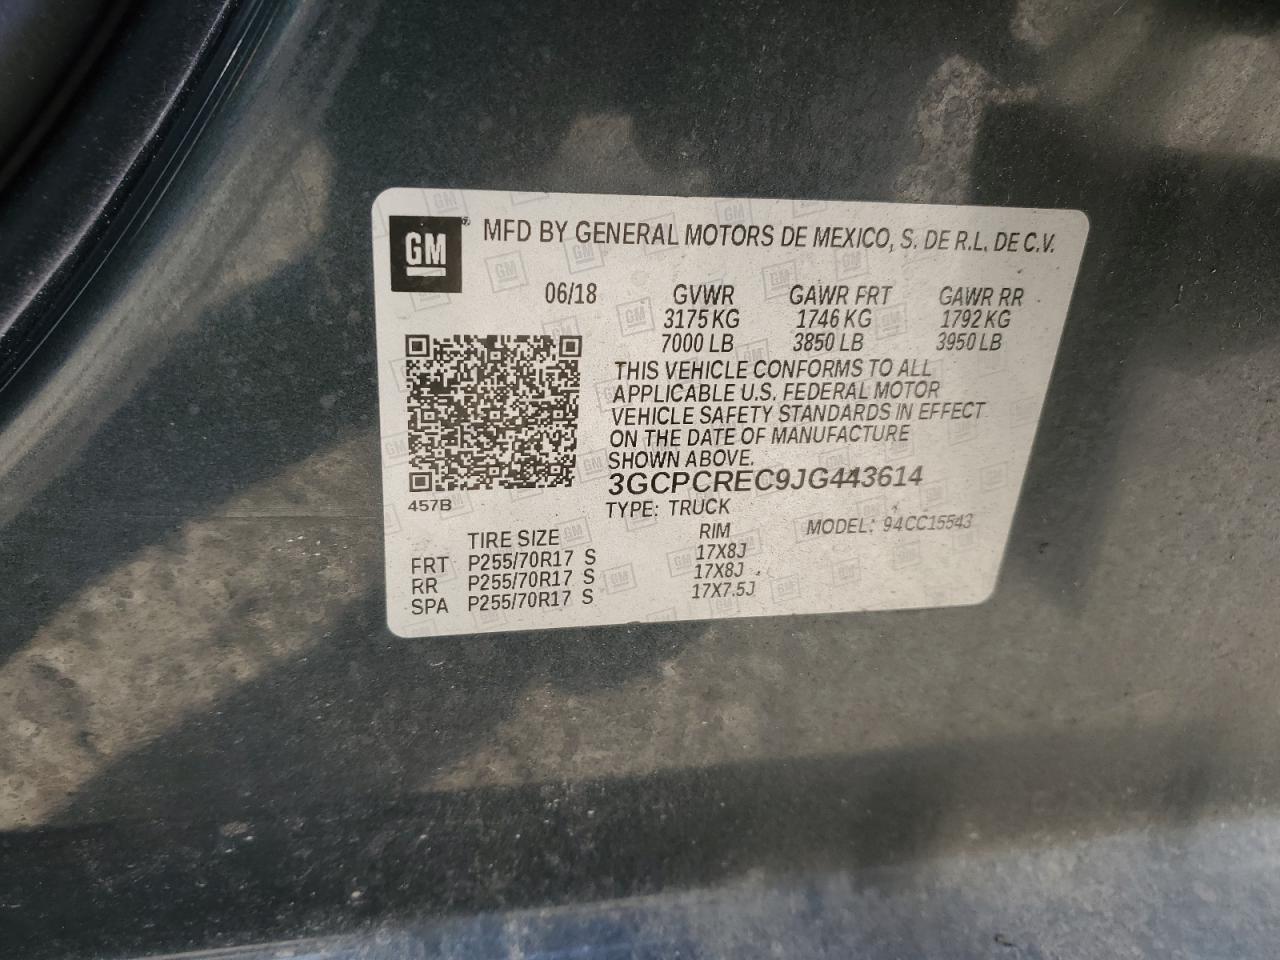 GM MFD BY GENERAL MOTORS DE MEXICO, S. DE R.L. DE C.V.
06/18 GVWR GAWR FRT GAWR RR
3175 KG 1746 KG 1792 KG
7000 LB 3850 LB 3950 LB
THIS VEHICLE CONFORMS TO ALL
APPLICABLE U.S. FEDERAL MOTOR
VEHICLE SAFETY STANDARDS IN EFFECT
ON THE DATE OF MANUFACTURE
SHOWN ABOVE.
3GCPCREC9JG443614
457B
TYPE: TRUCK MODEL: 94CC15543
TIRE SIZE RIM
FRT P255/70R17 S 17X8J
RR P255/70R17 S 17X8J
SPA P255/70R17 S 17X7.5J